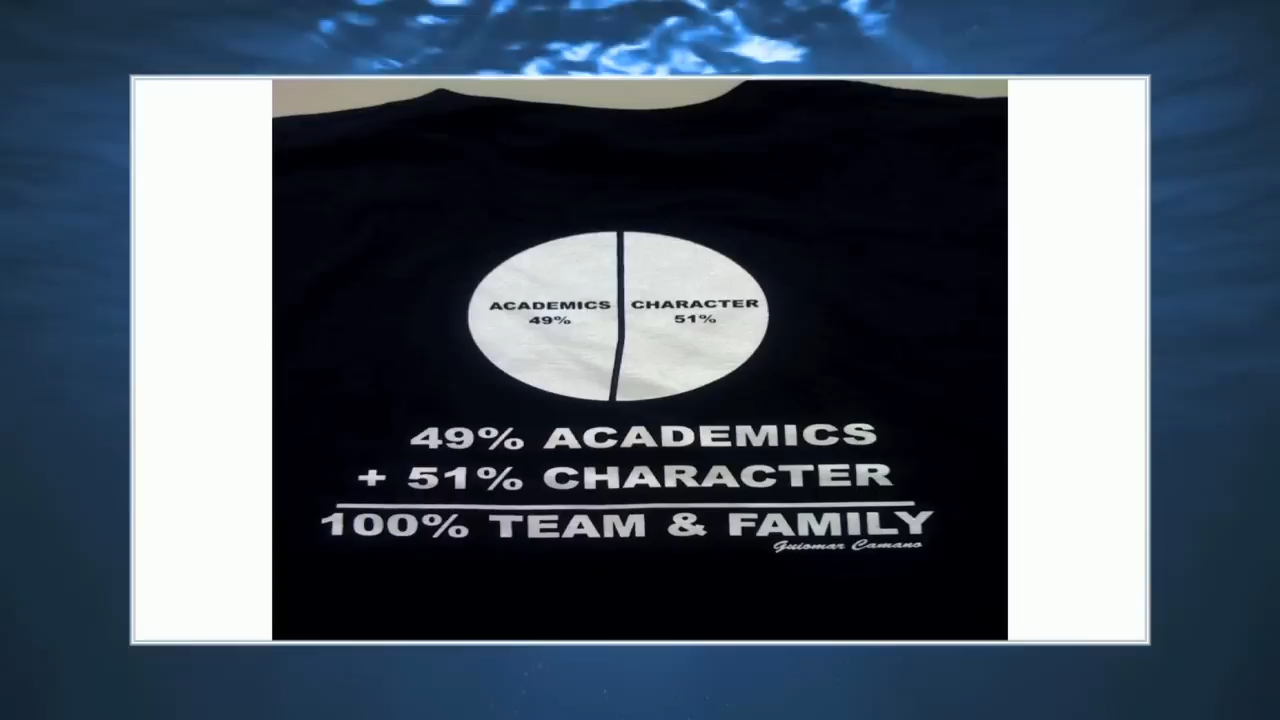 ACADEMICS
49%
CHARACTER
51%
49% ACADEMICS
+ 51% CHARACTER
100% TEAM & FAMILY
Guiomar Camano